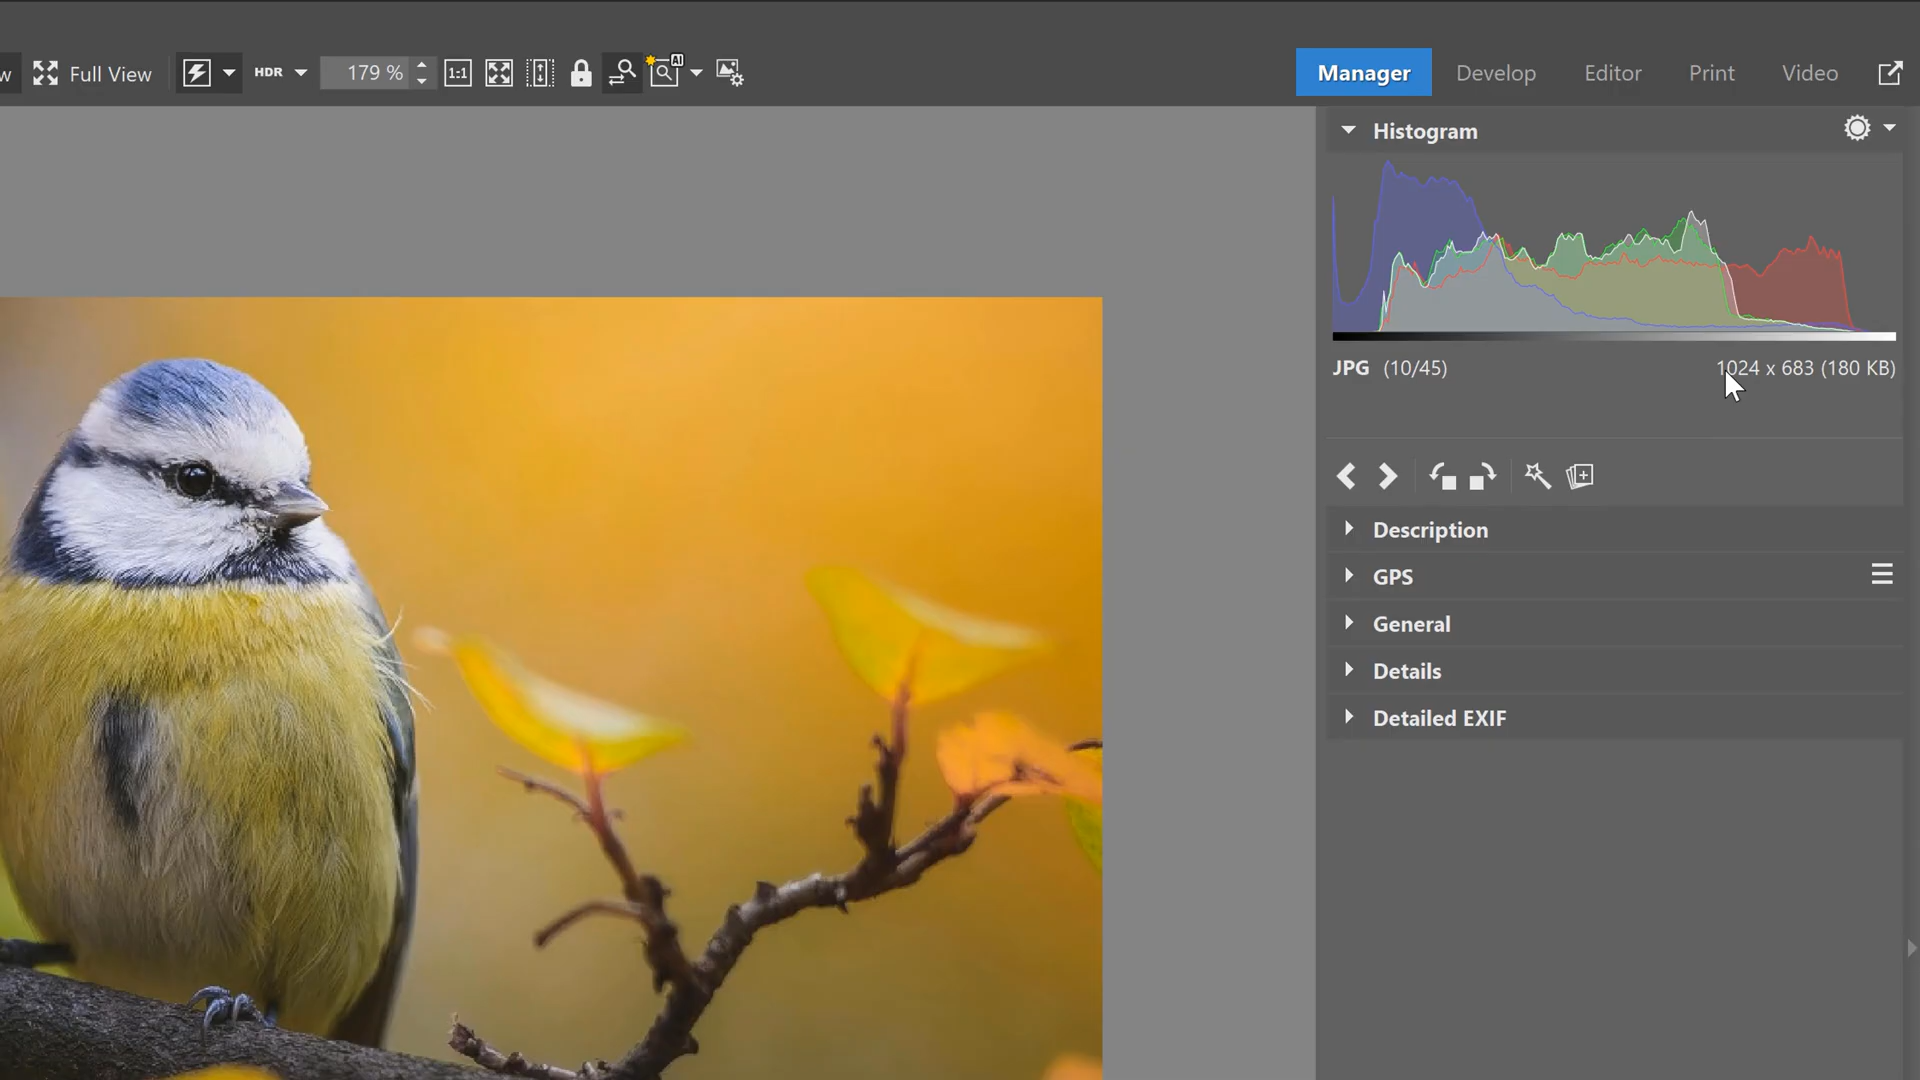 w Full View HDR 179 % 1:1 AI Manager Develop Editor Print Video
Histogram
JPG (10/45) 1024 x 683 (180 KB)
Description
GPS
General
Details
Detailed EXIF